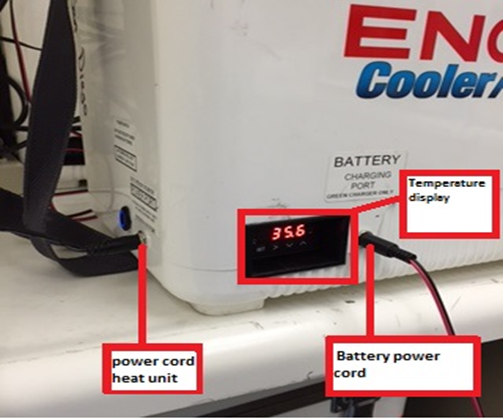 ENG
Cooler/
BATTERY
CHARGING
PORT
GREEN CHARGER ONLY
Temperature
display
35.6
power cord
heat unit
Battery power
cord